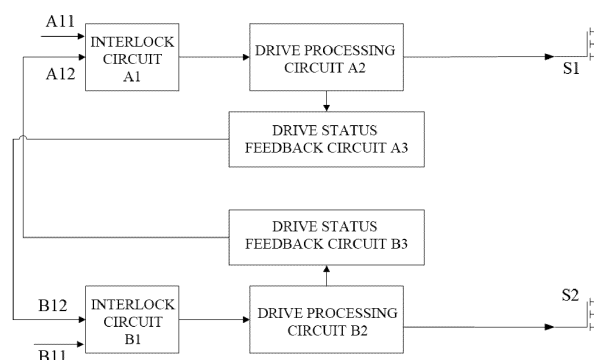 A11
INTERLOCK
CIRCUIT
A1
A12
DRIVE PROCESSING
CIRCUIT A2
S1
DRIVE STATUS
FEEDBACK CIRCUIT A3
DRIVE STATUS
FEEDBACK CIRCUIT B3
B12
INTERLOCK
CIRCUIT
B1
B11
DRIVE PROCESSING
CIRCUIT B2
S2